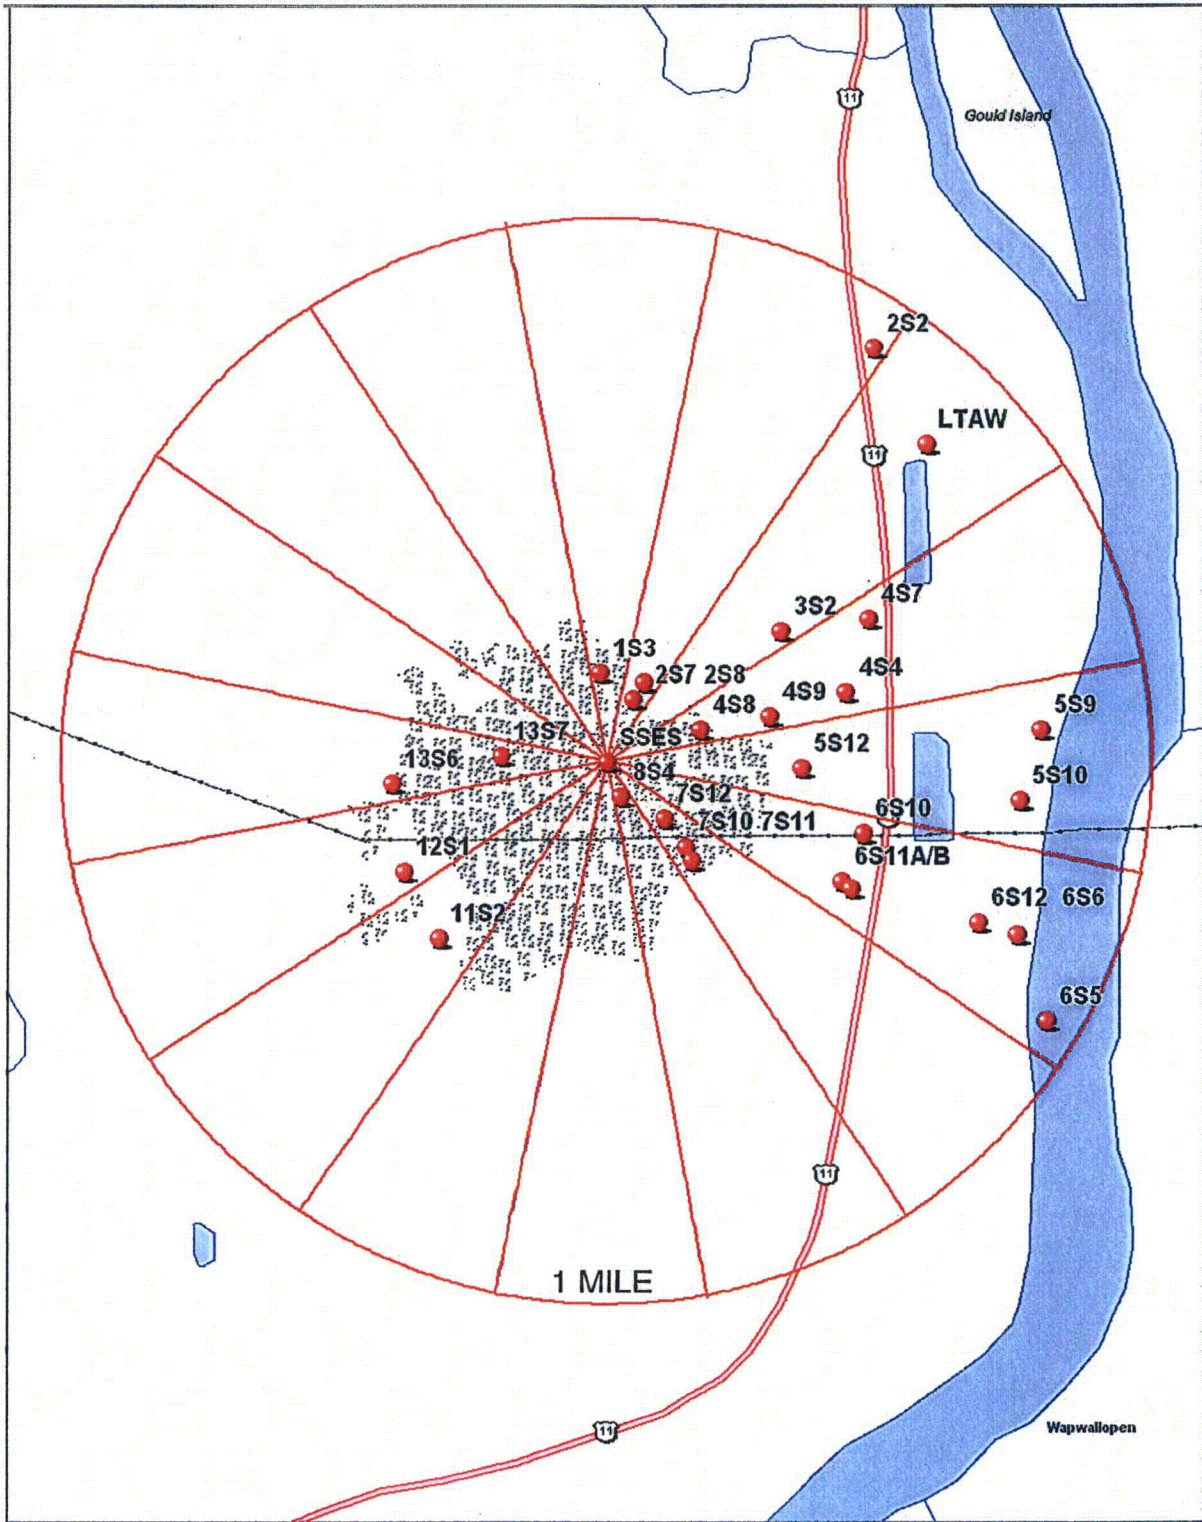 11
Gould Island
2S2
LTAW
11
4S7
3S2
1S3
2S7 2S8
4S4
4S9
4S8
5S9
13S7
SSES
5S12
13S6
8S4
5S10
7S12
6S10
7S10 7S11
12S1
6S11A/B
6S12 6S6
11S2
6S5
11
1 MILE
11
Wapwallopen